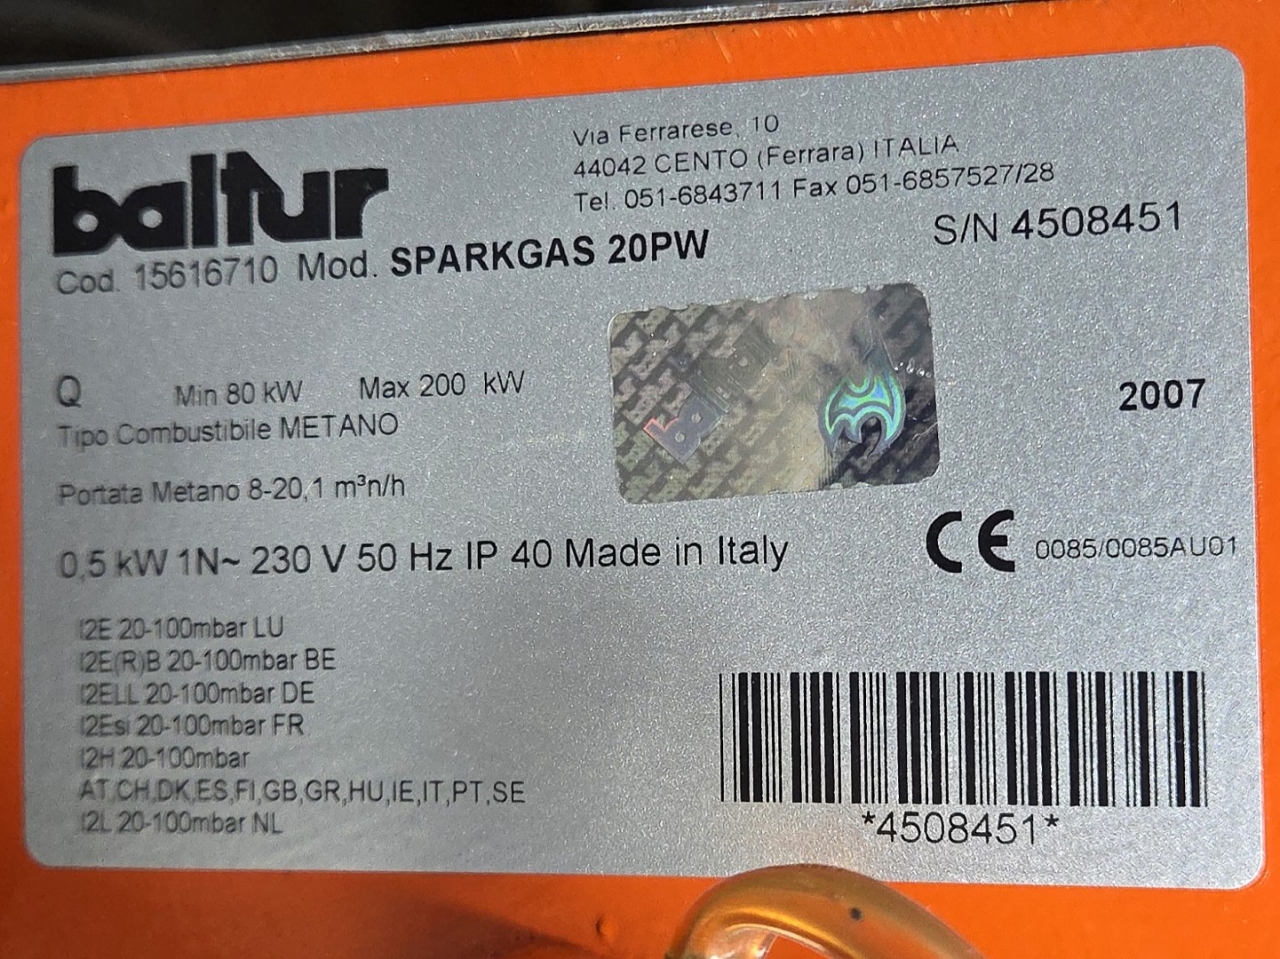 baltur
Via Ferrarese, 10
44042 CENTO (Ferrara) ITALIA
Tel. 051-6843711 Fax 051-6857527/28
Cod. 15616710 Mod. SPARKGAS 20PW
S/N 4508451
Q Min 80 kW Max 200 kW
2007
Tipo Combustibile METANO
Portata Metano 8-20,1 m³n/h
0,5 kW 1N~ 230 V 50 Hz IP 40 Made in Italy
CE 0085/0085AU01
I2E 20-100mbar LU
I2E(R)B 20-100mbar BE
I2ELL 20-100mbar DE
I2Esi 20-100mbar FR
I2H 20-100mbar
AT,CH,DK,ES,FI,GB,GR,HU,IE,IT,PT,SE
I2L 20-100mbar NL
*4508451*